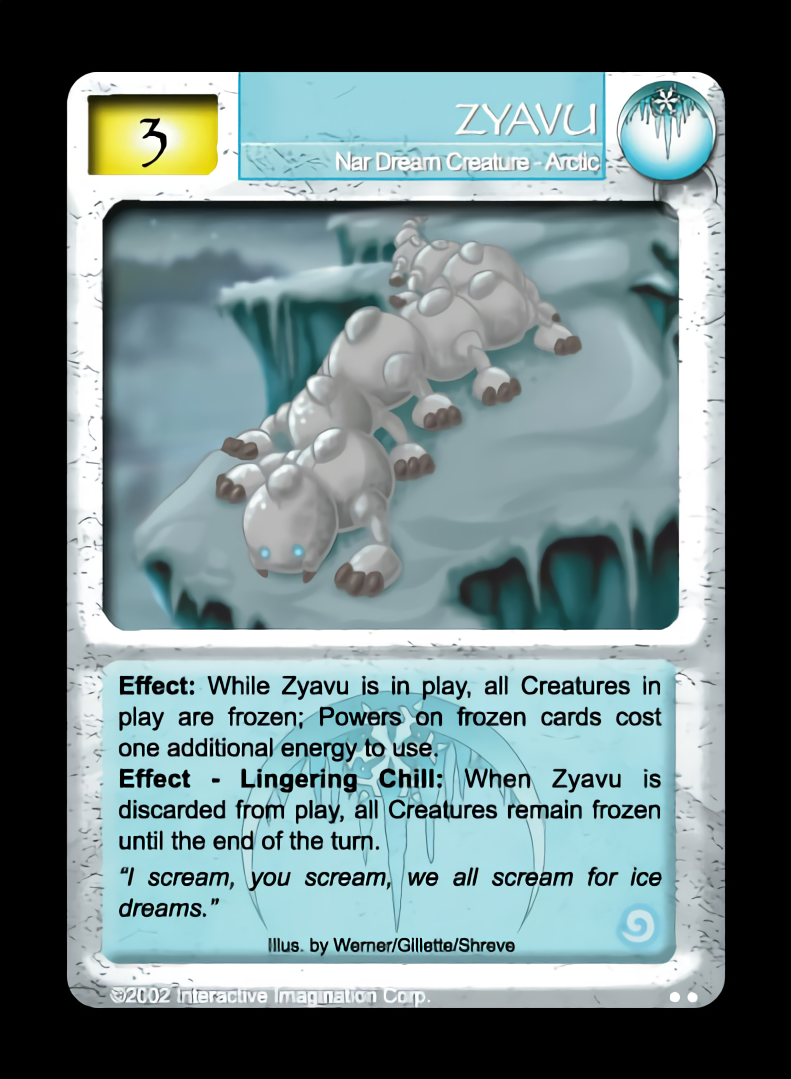 3
ZYAVU
Nar Dream Creature - Arctic
Effect: While Zyavu is in play, all Creatures in
play are frozen; Powers on frozen cards cost
one additional energy to use.
Effect - Lingering Chill: When Zyavu is
discarded from play, all Creatures remain frozen
until the end of the turn.
“I scream, you scream, we all scream for ice
dreams.”
Illus. by Werner/Gillette/Shreve
©2002 Interactive Imagination Corp.